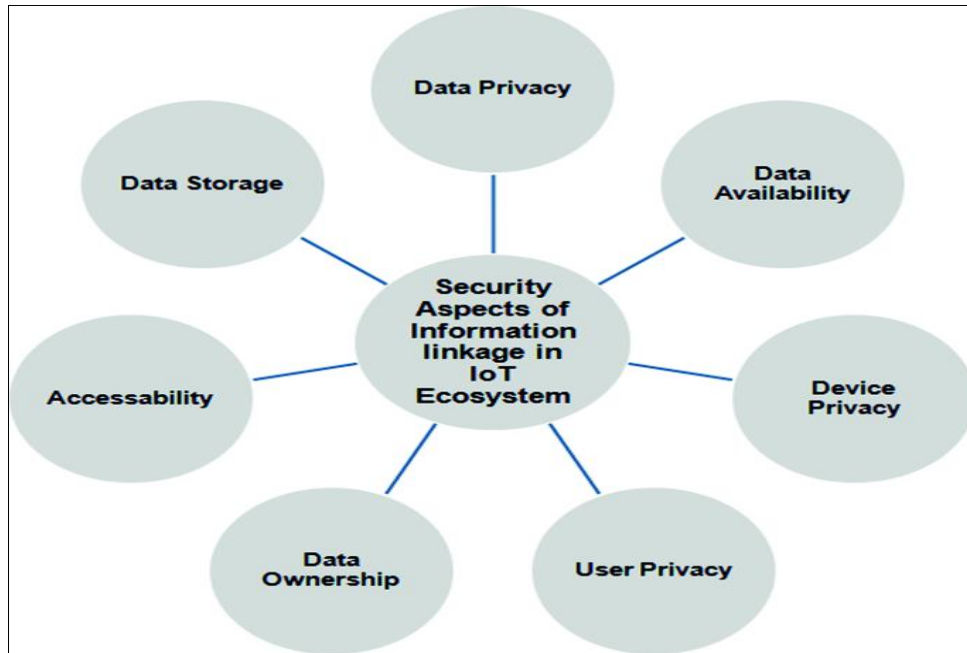 Data Privacy
Data Storage
Data
Availability
Security
Aspects of
Information
linkage in
IoT
Ecosystem
Accessability
Device
Privacy
Data
Ownership
User Privacy